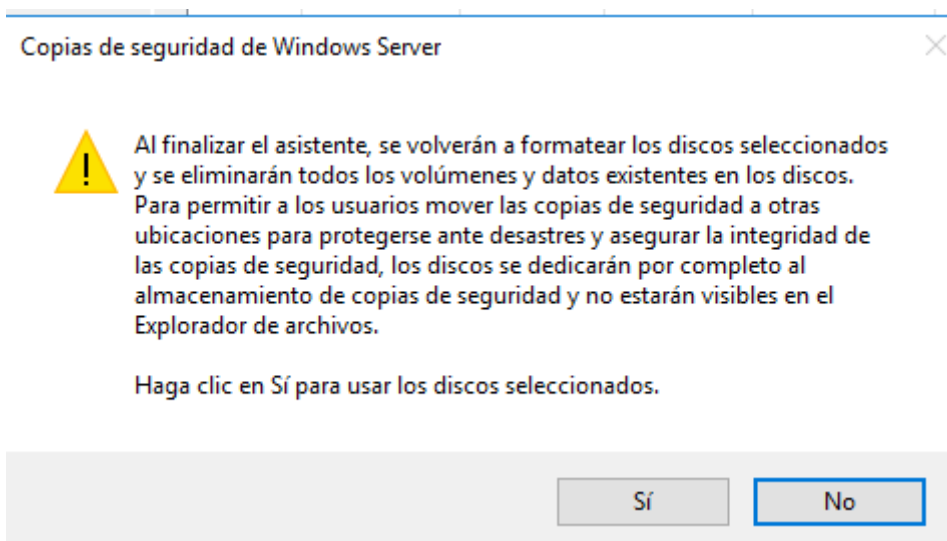 Copias de seguridad de Windows Server
Al finalizar el asistente, se volverán a formatear los discos seleccionados
y se eliminarán todos los volúmenes y datos existentes en los discos.
Para permitir a los usuarios mover las copias de seguridad a otras
ubicaciones para protegerse ante desastres y asegurar la integridad de
las copias de seguridad, los discos se dedicarán por completo al
almacenamiento de copias de seguridad y no estarán visibles en el
Explorador de archivos.
Haga clic en Sí para usar los discos seleccionados.
Sí
No